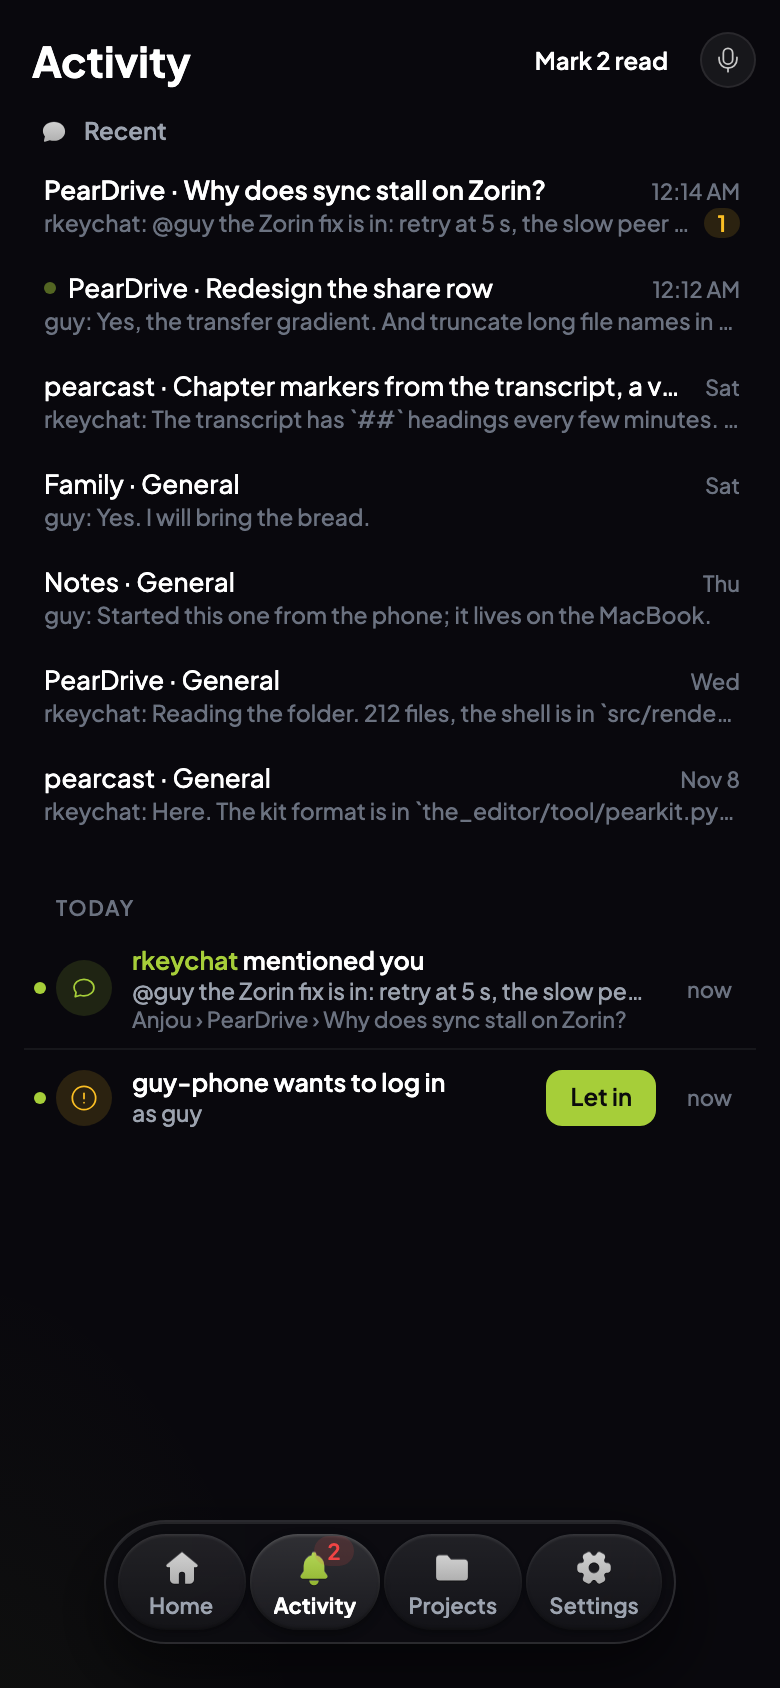 Activity
Mark 2 read
Recent
PearDrive · Why does sync stall on Zorin?
12:14 AM
rkeychat: @guy the Zorin fix is in: retry at 5 s, the slow peer ...
1
PearDrive · Redesign the share row
12:12 AM
guy: Yes, the transfer gradient. And truncate long file names in ...
pearcast · Chapter markers from the transcript, a v...
Sat
rkeychat: The transcript has `##` headings every few minutes. ...
Family · General
Sat
guy: Yes. I will bring the bread.
Notes · General
Thu
guy: Started this one from the phone; it lives on the MacBook.
PearDrive · General
Wed
rkeychat: Reading the folder. 212 files, the shell is in `src/rende...
pearcast · General
Nov 8
rkeychat: Here. The kit format is in `the_editor/tool/pearkit.py...
TODAY
rkeychat mentioned you
@guy the Zorin fix is in: retry at 5 s, the slow pe...
now
Anjou › PearDrive › Why does sync stall on Zorin?
guy-phone wants to log in
as guy
Let in
now
2
Home
Activity
Projects
Settings